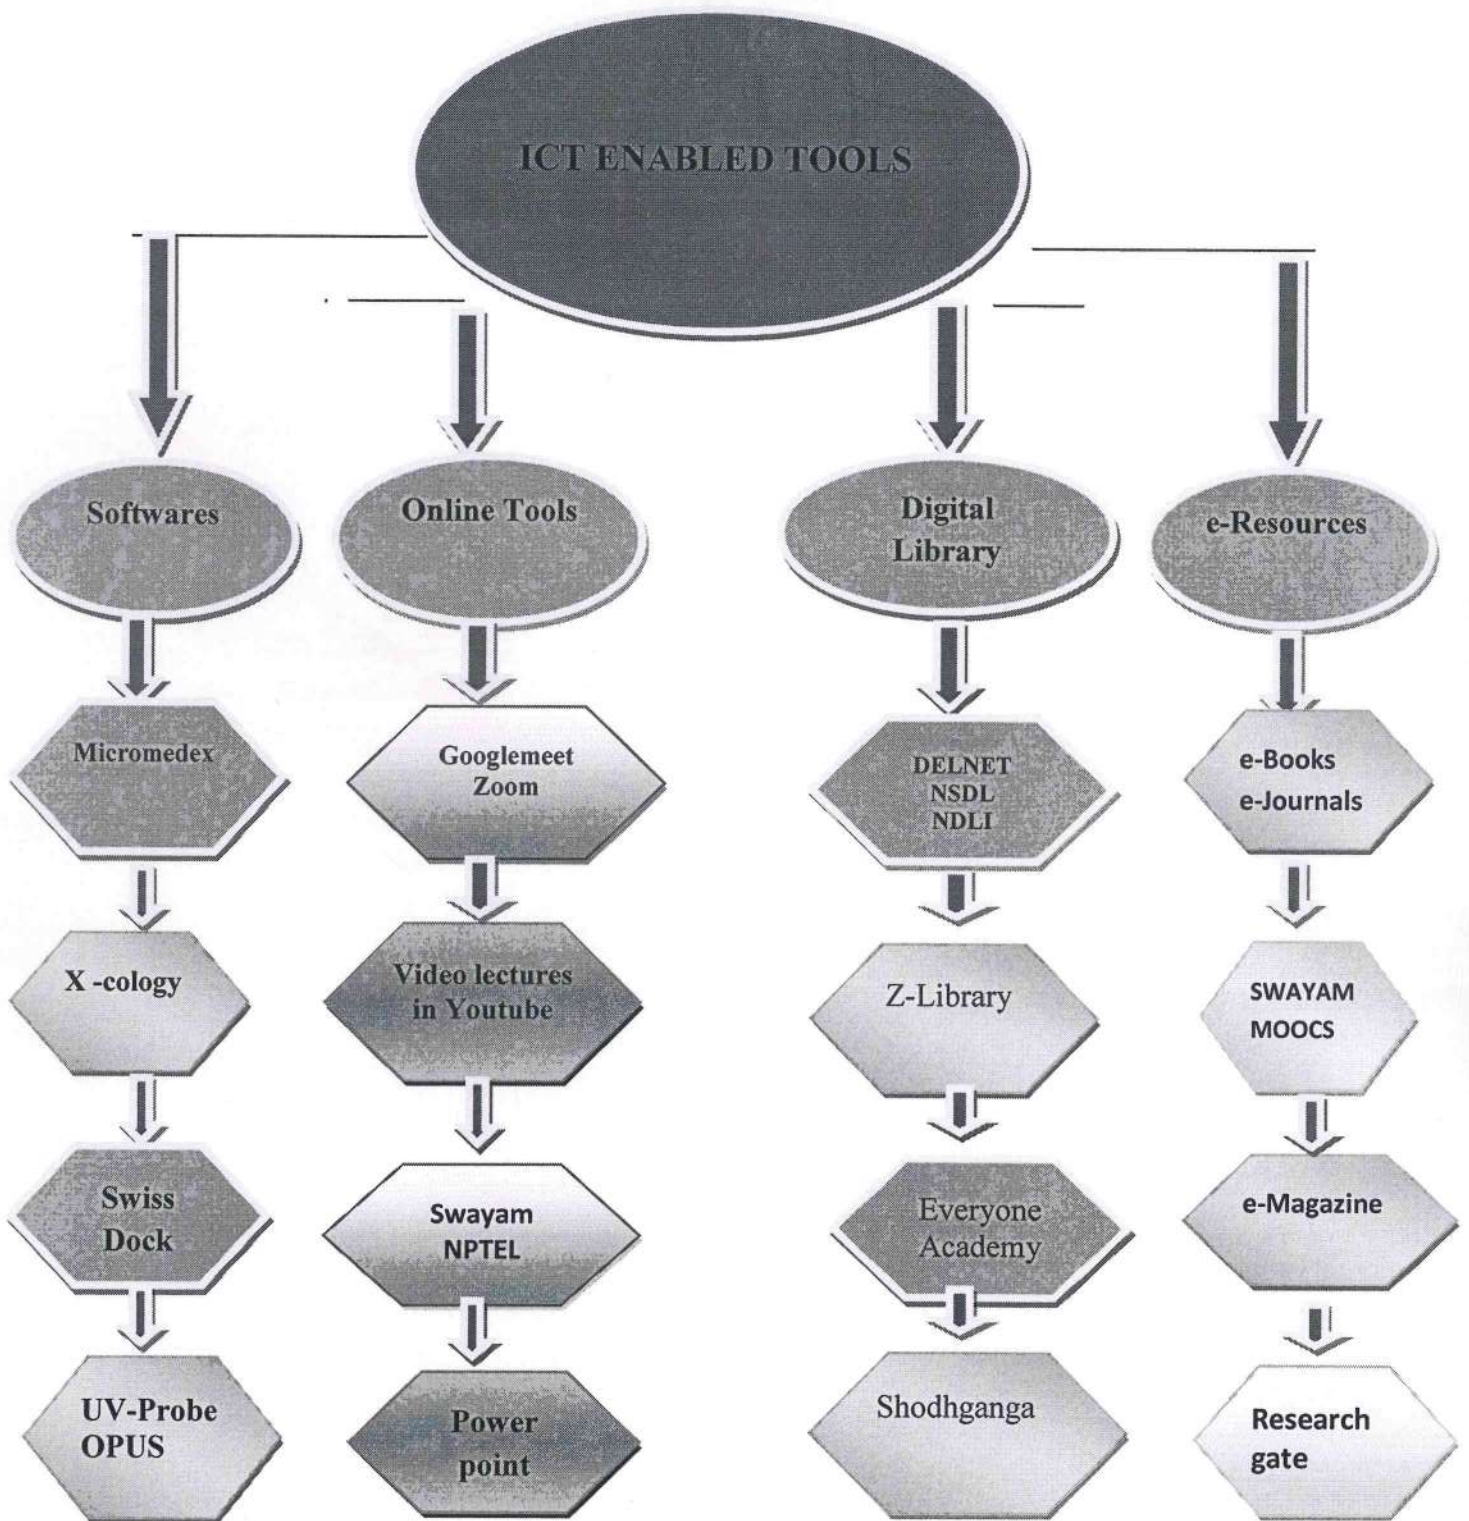 ICT ENABLED TOOLS
Softwares
Online Tools
Digital
Library
e-Resources
Micromedex
Googlemeet
Zoom
DELNET
NSDL
NDLI
e-Books
e-Journals
X -cology
Video lectures
in Youtube
Z-Library
SWAYAM
MOOCS
Swiss
Dock
Swayam
NPTEL
Everyone
Academy
e-Magazine
UV-Probe
OPUS
Power
point
Shodhganga
Research
gate